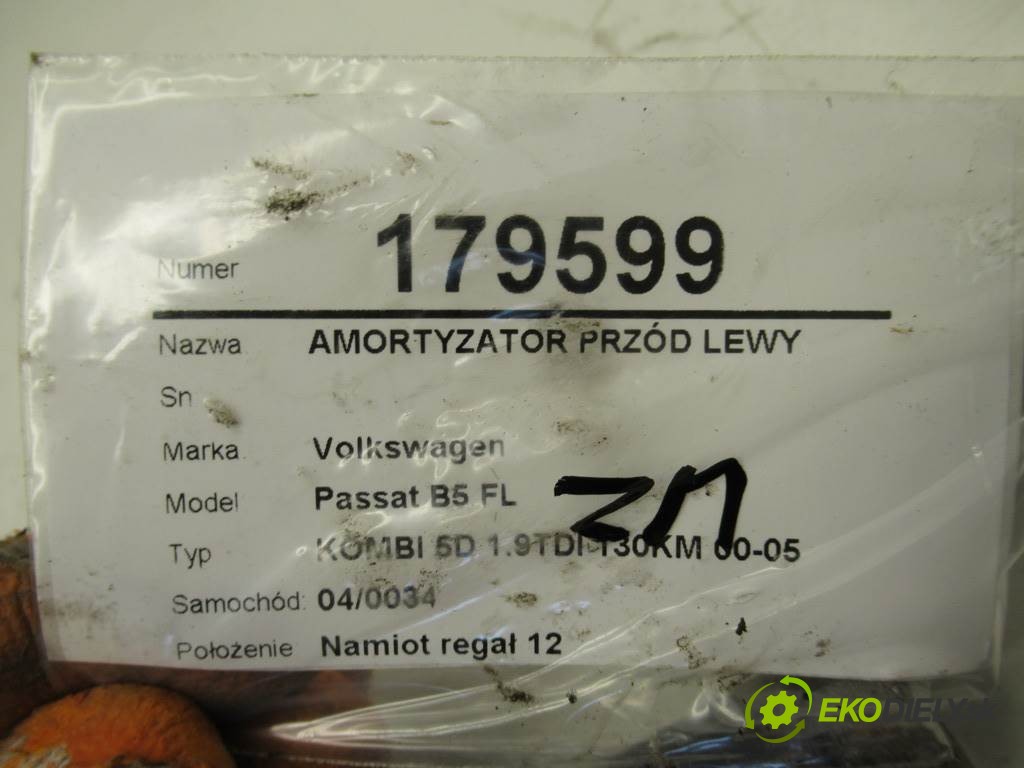 Numer 179599
Nazwa AMORTYZATOR PRZÓD LEWY
Sn
Marka Volkswagen
Model Passat B5 FL
ZN
Typ KOMBI 5D 1.9TDI 130KM 00-05
Samochód: 04/0034
Położenie Namiot regał 12
EKODIELY